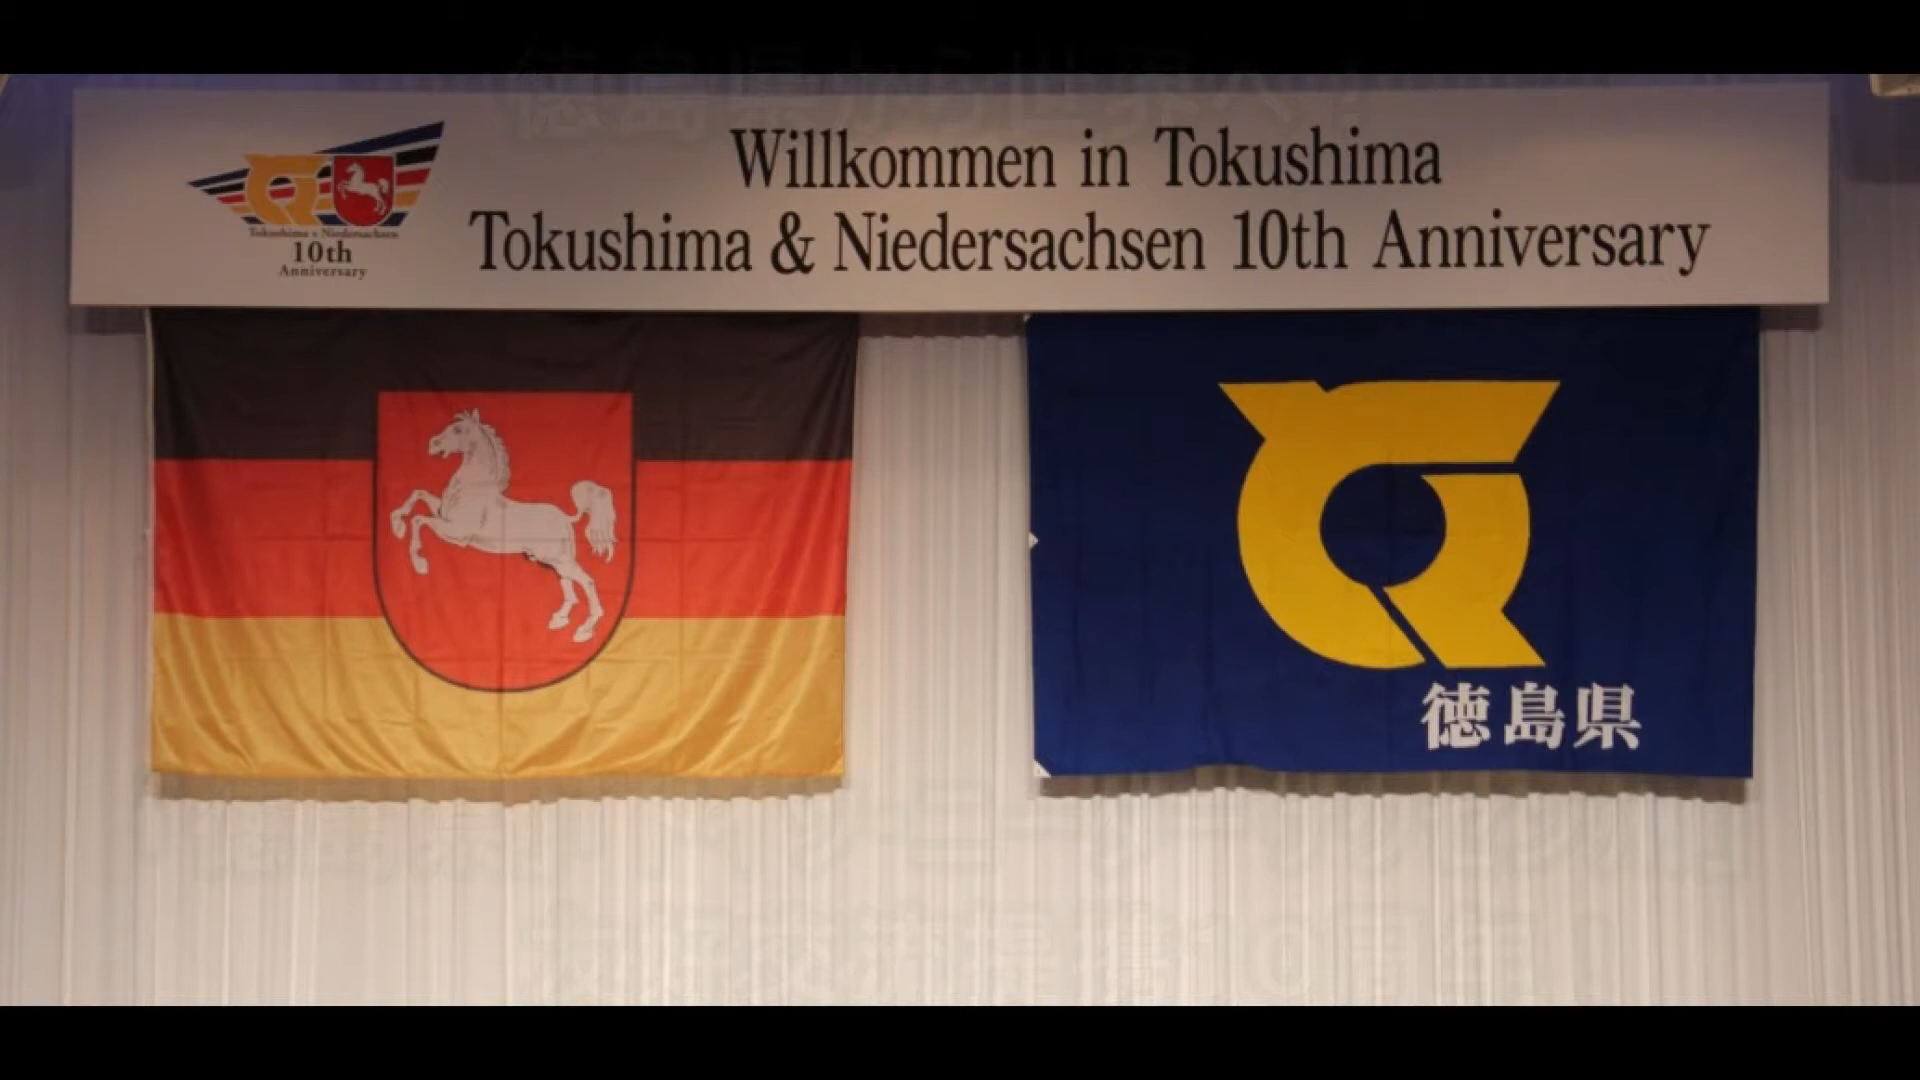 Willkommen in Tokushima
Tokushima & Niedersachsen 10th Anniversary
Tokushima × Niedersachsen
10th
Anniversary
徳島県